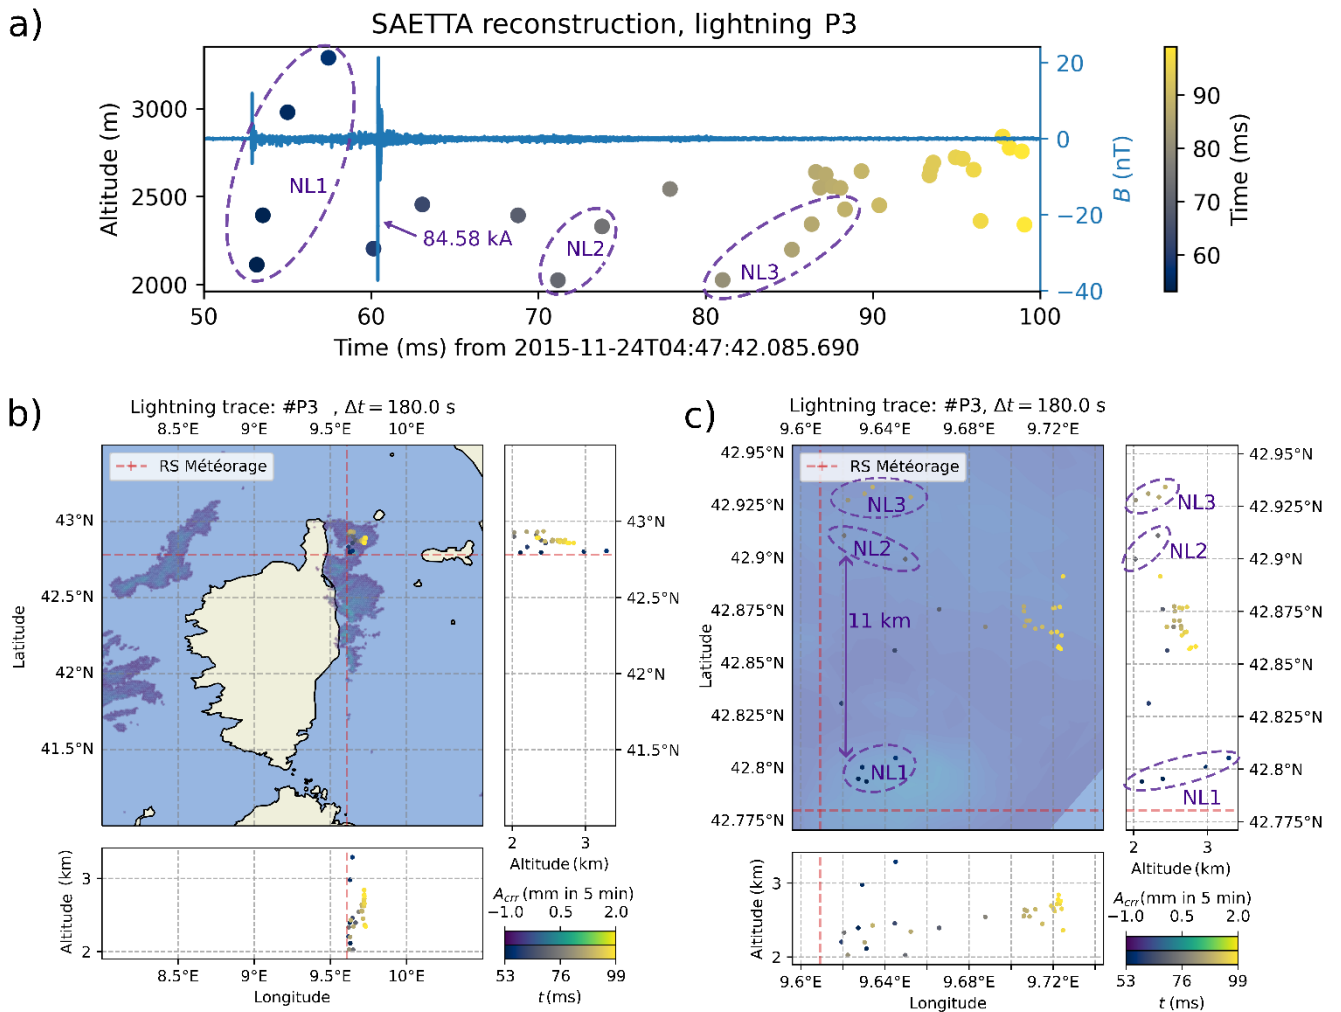 a)
SAETTA reconstruction, lightning P3
Altitude (m)
3000
2500
2000
NL1
84.58 kA
NL2
NL3
20
0
−20
−40
B (nT)
90
80
70
60
Time (ms)
50 60 70 80 90 100
Time (ms) from 2015-11-24T04:47:42.085.690
b)
Lightning trace: #P3 , Δt = 180.0 s
8.5°E 9°E 9.5°E 10°E
RS Météorage
Latitude
43°N
42.5°N
42°N
41.5°N
43°N
42.5°N
42°N
41.5°N
2 3
Altitude (km)
Altitude (km)
3
2
8.5°E 9°E 9.5°E 10°E
Longitude
Acrr (mm in 5 min)
−1.0 0.5 2.0
53 76 99
t (ms)
c)
Lightning trace: #P3, Δt = 180.0 s
9.6°E 9.64°E 9.68°E 9.72°E
RS Météorage
Latitude
42.95°N
42.925°N
42.9°N
42.875°N
42.85°N
42.825°N
42.8°N
42.775°N
NL3
NL2
11 km
NL1
NL3
NL2
NL1
42.95°N
42.925°N
42.9°N
42.875°N
42.85°N
42.825°N
42.8°N
42.775°N
2 3
Altitude (km)
Altitude (km)
3
2
9.6°E 9.64°E 9.68°E 9.72°E
Longitude
Acrr (mm in 5 min)
−1.0 0.5 2.0
53 76 99
t (ms)